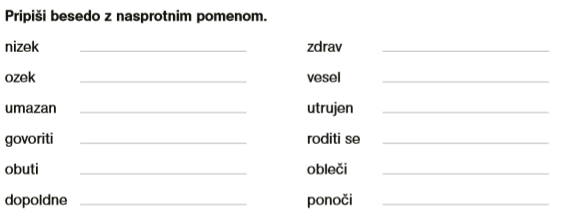 Pripiši besedo z nasprotnim pomenom.
nizek zdrav
ozek vesel
umazan utrujen
govoriti roditi se
obuti obleči
dopoldne ponoči